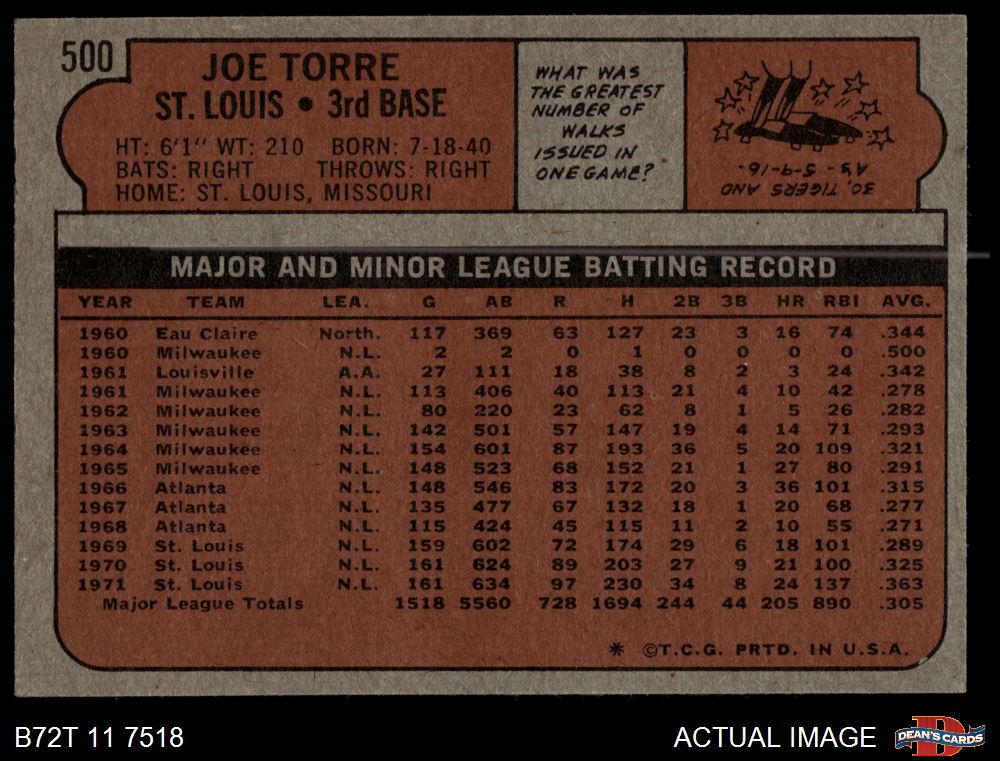 500
JOE TORRE
ST. LOUIS • 3rd BASE
HT: 6'1" WT: 210 BORN: 7-18-40
BATS: RIGHT THROWS: RIGHT
HOME: ST. LOUIS, MISSOURI
WHAT WAS
THE GREATEST
NUMBER OF
WALKS
ISSUED IN
ONE GAME?
30, TIGERS AND
A'S - 5-9-16.
MAJOR AND MINOR LEAGUE BATTING RECORD
YEAR TEAM LEA. G AB R H 2B 3B HR RBI AVG.
1960 Eau Claire North. 117 369 63 127 23 3 16 74 .344
1960 Milwaukee N.L. 2 2 0 1 0 0 0 0 .500
1961 Louisville A.A. 27 111 18 38 8 2 3 24 .342
1961 Milwaukee N.L. 113 406 40 113 21 4 10 42 .278
1962 Milwaukee N.L. 80 220 23 62 8 1 5 26 .282
1963 Milwaukee N.L. 142 501 57 147 19 4 14 71 .293
1964 Milwaukee N.L. 154 601 87 193 36 5 20 109 .321
1965 Milwaukee N.L. 148 523 68 152 21 1 27 80 .291
1966 Atlanta N.L. 148 546 83 172 20 3 36 101 .315
1967 Atlanta N.L. 135 477 67 132 18 1 20 68 .277
1968 Atlanta N.L. 115 424 45 115 11 2 10 55 .271
1969 St. Louis N.L. 159 602 72 174 29 6 18 101 .289
1970 St. Louis N.L. 161 624 89 203 27 9 21 100 .325
1971 St. Louis N.L. 161 634 97 230 34 8 24 137 .363
Major League Totals 1518 5560 728 1694 244 44 205 890 .305
* ©T.C.G. PRTD. IN U.S.A.
B72T 11 7518
ACTUAL IMAGE
DEAN'S CARDS